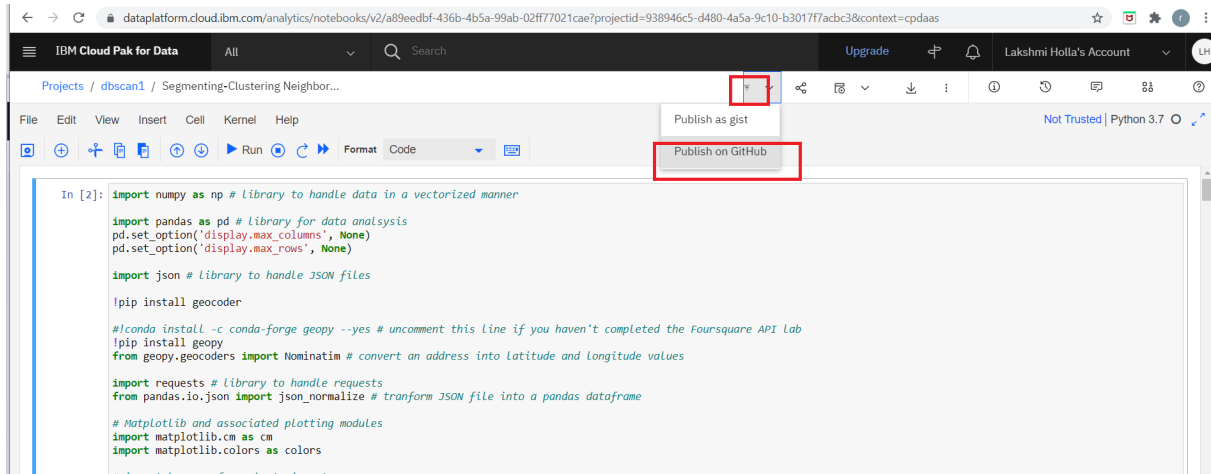 dataplatform.cloud.ibm.com/analytics/notebooks/v2/a89eedbf-436b-4b5a-99ab-02ff77021cae?projectid=938946c5-d480-4a5a-9c10-b3017f7acbc3&context=cpdaas
r
IBM Cloud Pak for Data All Search Upgrade Lakshmi Holla's Account LH
Projects / dbscan1 / Segmenting-Clustering Neighbor...
File Edit View Insert Cell Kernel Help Publish as gist Not Trusted | Python 3.7
Run Format Code Publish on GitHub
In [2]: import numpy as np # library to handle data in a vectorized manner
import pandas as pd # library for data analsysis
pd.set_option('display.max_columns', None)
pd.set_option('display.max_rows', None)
import json # library to handle JSON files
!pip install geocoder
#!conda install -c conda-forge geopy --yes # uncomment this line if you haven't completed the Foursquare API lab
!pip install geopy
from geopy.geocoders import Nominatim # convert an address into latitude and longitude values
import requests # library to handle requests
from pandas.io.json import json_normalize # tranform JSON file into a pandas dataframe
# Matplotlib and associated plotting modules
import matplotlib.cm as cm
import matplotlib.colors as colors